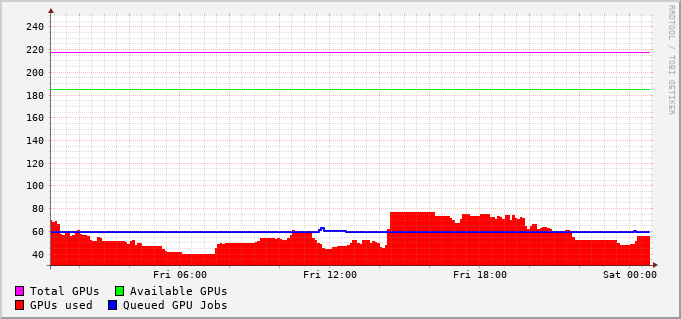 RRDTOOL / TOBI OETIKER
240
220
200
180
160
140
120
100
80
60
40
Fri 06:00 Fri 12:00 Fri 18:00 Sat 00:00
Total GPUs Available GPUs
GPUs used Queued GPU Jobs